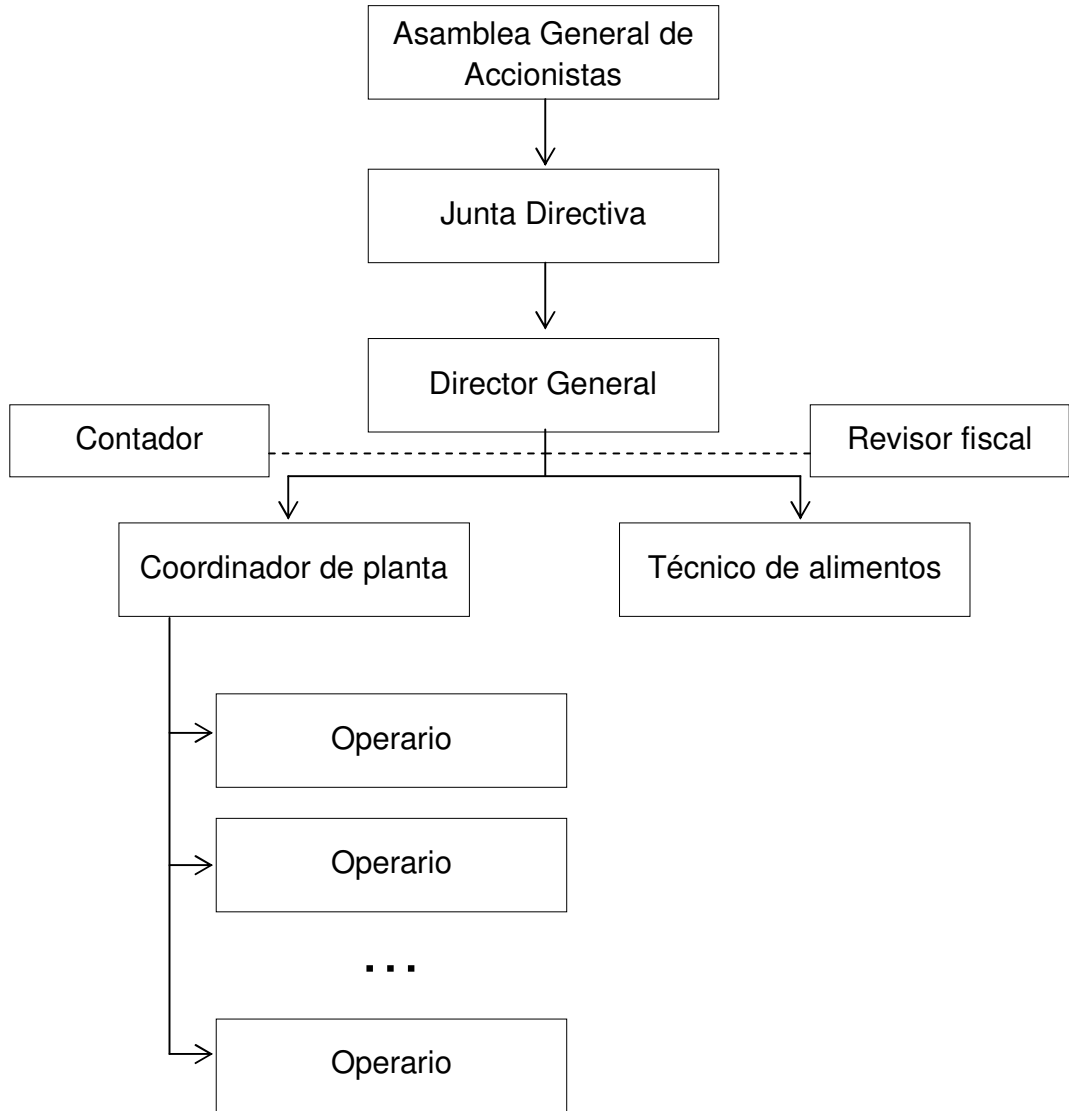 Asamblea General de
Accionistas
Junta Directiva
Director General
Contador
Revisor fiscal
Coordinador de planta
Técnico de alimentos
Operario
Operario
...
Operario